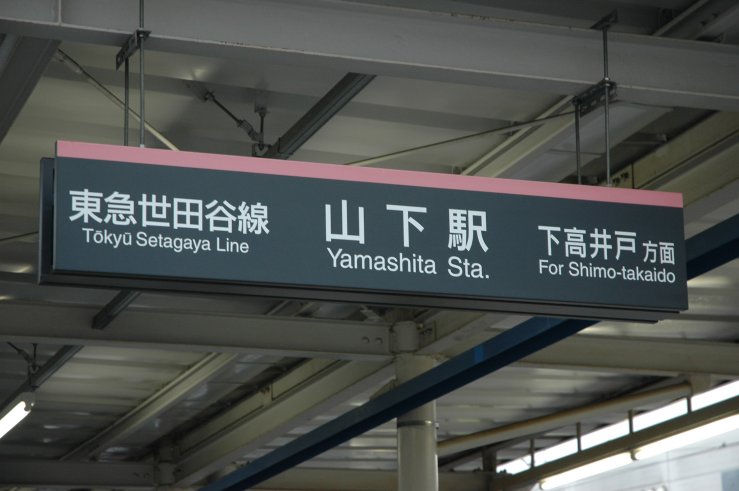 東急世田谷線
Tōkyū Setagaya Line
山下駅
Yamashita Sta.
下高井戸方面
For Shimo-takaido